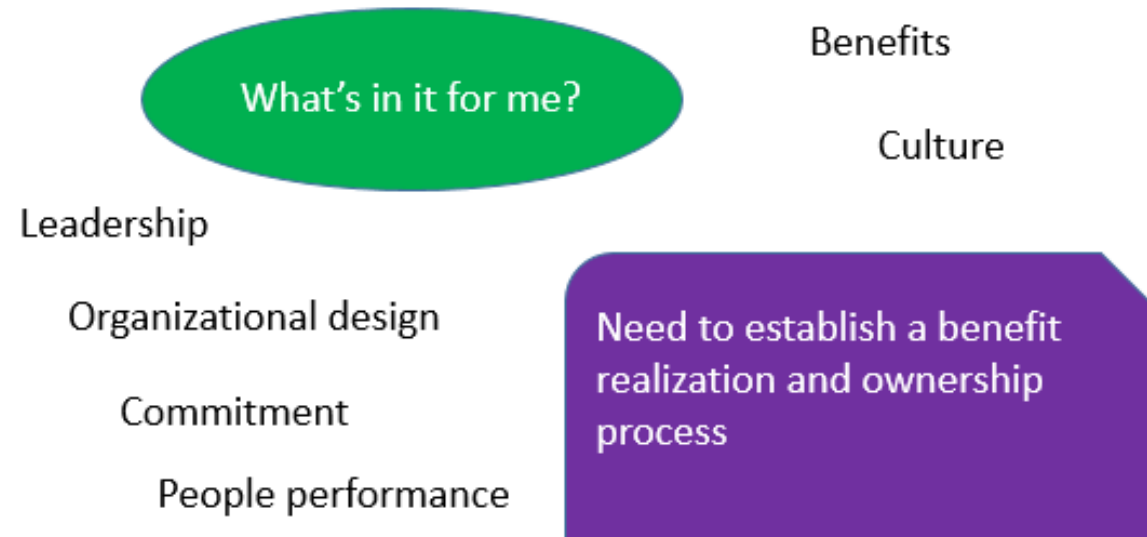 What’s in it for me?
Benefits
Culture
Leadership
Organizational design
Commitment
People performance
Need to establish a benefit
realization and ownership
process